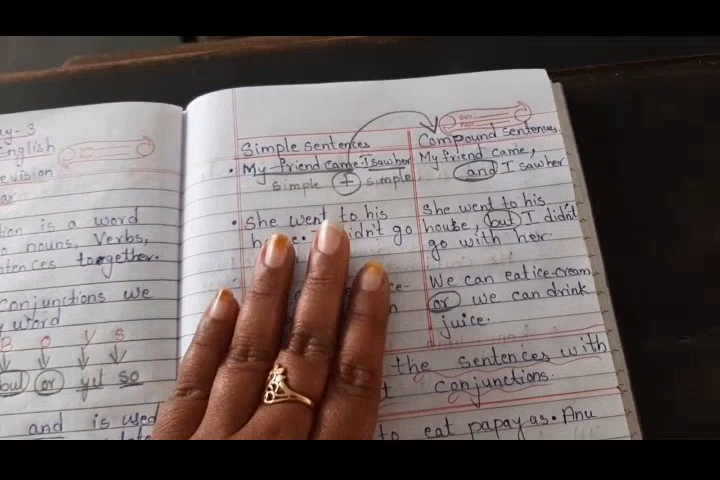 English
is a word
nouns, Verbs,
together.
conjunctions we
word
B O Y S
but or yet so
and is used
Simple sentences
My friend came I saw her
simple + simple
She went to his
didn't go
Compound sentences
My friend came,
and I saw her
She went to his
house, but I didn't
go with her.
We can eat ice-cream
or we can drink
juice.
the sentences with
conjunctions.
to eat papayas. Anu